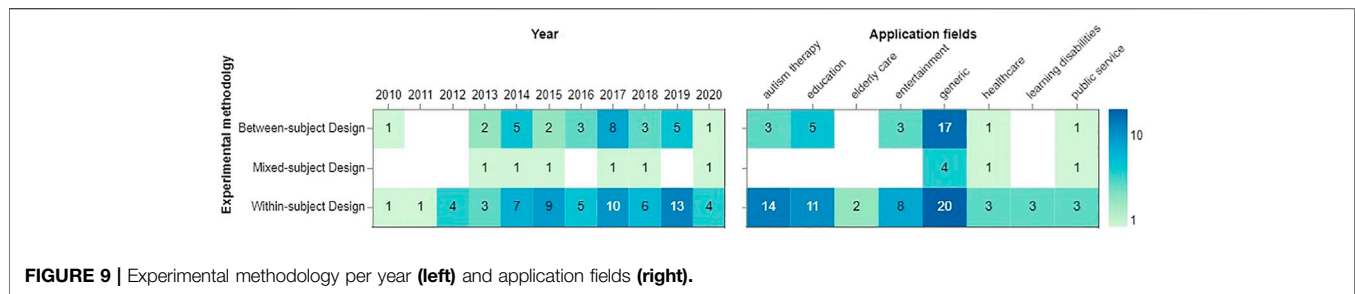 Year
Application fields
Experimental methodolgy
2010 2011 2012 2013 2014 2015 2016 2017 2018 2019 2020
autism therapy education elderly care entertainment generic healthcare learning disabilities public service
Between-subject Design 1 2 5 2 3 8 3 5 1 3 5 3 17 1 1
Mixed-subject Design 1 1 1 1 1 1 4 1 1
Within-subject Design 1 1 4 3 7 9 5 10 6 13 4 14 11 2 8 20 3 3 3
10
1
FIGURE 9 | Experimental methodology per year (left) and application fields (right).